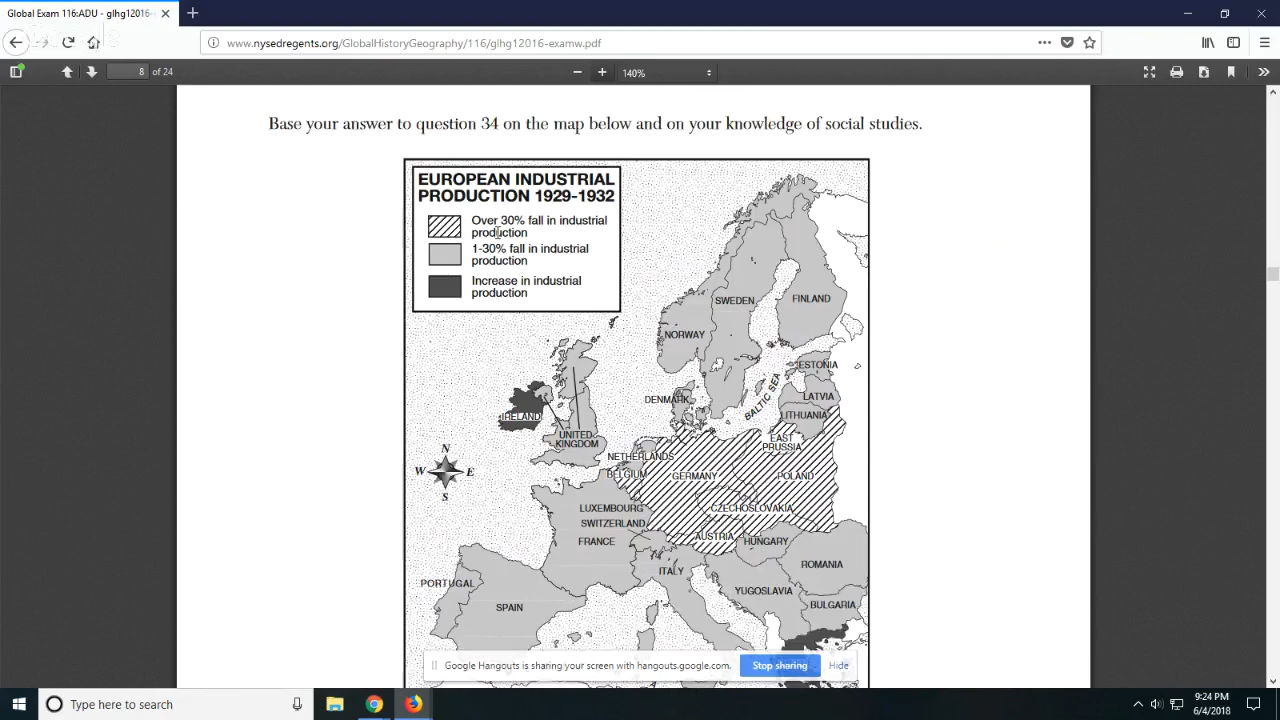 Global Exam 116:ADU - glhg12016-
www.nysedregents.org/GlobalHistoryGeography/116/glhg12016-examw.pdf
8 of 24
140%
Base your answer to question 34 on the map below and on your knowledge of social studies.
EUROPEAN INDUSTRIAL
PRODUCTION 1929-1932
Over 30% fall in industrial
production
1-30% fall in industrial
production
Increase in industrial
production
SWEDEN
FINLAND
NORWAY
ESTONIA
DENMARK
BALTIC SEA
LATVIA
LITHUANIA
IRELAND
UNITED
KINGDOM
EAST
PRUSSIA
N
W E
S
NETHERLANDS
BELGIUM
GERMANY
POLAND
LUXEMBOURG
CZECHOSLOVAKIA
SWITZERLAND
FRANCE
AUSTRIA
HUNGARY
ITALY
ROMANIA
PORTUGAL
SPAIN
YUGOSLAVIA
BULGARIA
Google Hangouts is sharing your screen with hangouts.google.com.
Stop sharing
Hide
Type here to search
9:24 PM
6/4/2018